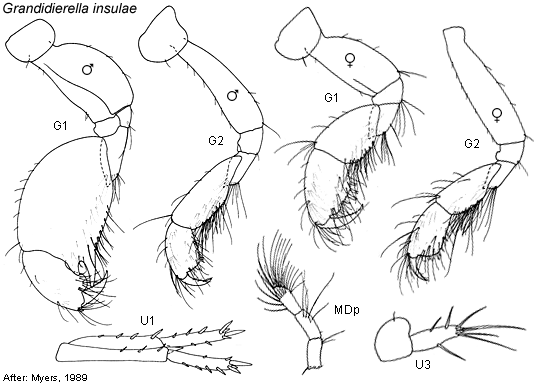 Grandidierella insulae
♂
♀
G1
♂
♀
G1
G2
G2
MDp
U1
U3
After: Myers, 1989